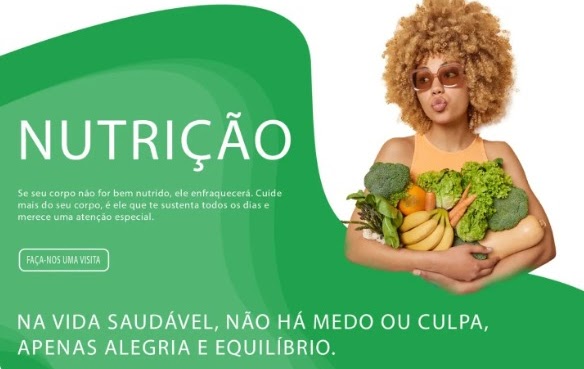 NUTRIÇÃO
Se seu corpo não for bem nutrido, ele enfraquecerá. Cuide
mais do seu corpo, é ele que te sustenta todos os dias e
merece uma atenção especial.
FAÇA-NOS UMA VISITA
NA VIDA SAUDÁVEL, NÃO HÁ MEDO OU CULPA,
APENAS ALEGRIA E EQUILÍBRIO.